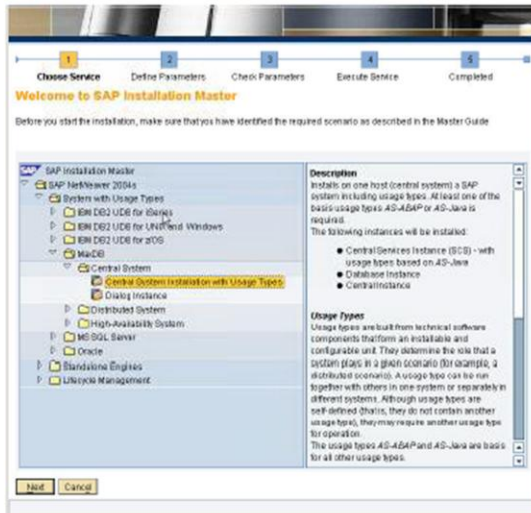 1
2
3
4
5
Choose Service
Define Parameters
Check Parameters
Execute Service
Completed
Welcome to SAP Installation Master
Before you start the installation, make sure that you have identified the required scenario as described in the Master Guide
SAP Installation Master
SAP NetWeaver 2004s
System with Usage Types
IBM DB2 UDB for iSeries
IBM DB2 UDB for UNIX and Windows
IBM DB2 UDB for z/OS
MaxDB
Central System
Central System Installation with Usage Types
Dialog Instance
Distributed System
High-Availability System
MS SQL Server
Oracle
Standalone Engines
Lifecycle Management
Description
Installs on one host (central system) a SAP
system including usage types. At least one of the
basis usage types AS-ABAP or AS-Java is
required.
The following instances will be installed:
Central Services Instance (SCS) - with
usage types based on AS-Java
Database Instance
Central Instance
Usage Types
Usage types are built from technical software
components that form an installable and
configurable unit. They determine the role that a
system plays in a given scenario (for example, a
distributed scenario). A usage type can be run
together with others in one system or separately in
different systems. Although usage types are
self-defined (that is, they do not contain another
usage type), they may require another usage type
for operation.
The usage types AS-ABAP and AS-Java are basis
for all other usage types.
Next
Cancel